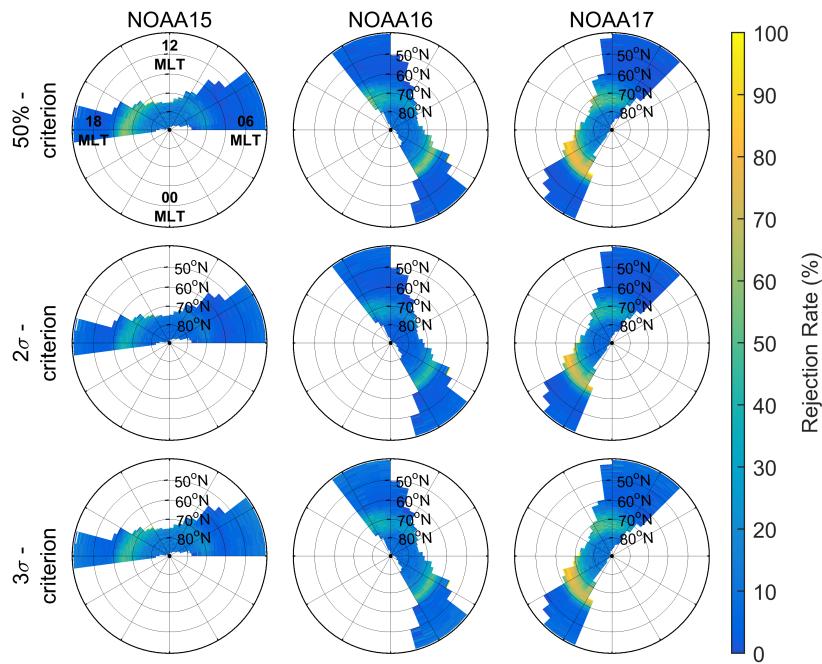 NOAA15
NOAA16
NOAA17
50% -
criterion
12
MLT
18
MLT
06
MLT
00
MLT
50°N
60°N
70°N
80°N
50°N
60°N
70°N
80°N
2σ -
criterion
50°N
60°N
70°N
80°N
50°N
60°N
70°N
80°N
50°N
60°N
70°N
80°N
3σ -
criterion
50°N
60°N
70°N
80°N
50°N
60°N
70°N
80°N
50°N
60°N
70°N
80°N
100
90
80
70
60
50
40
30
20
10
0
Rejection Rate (%)